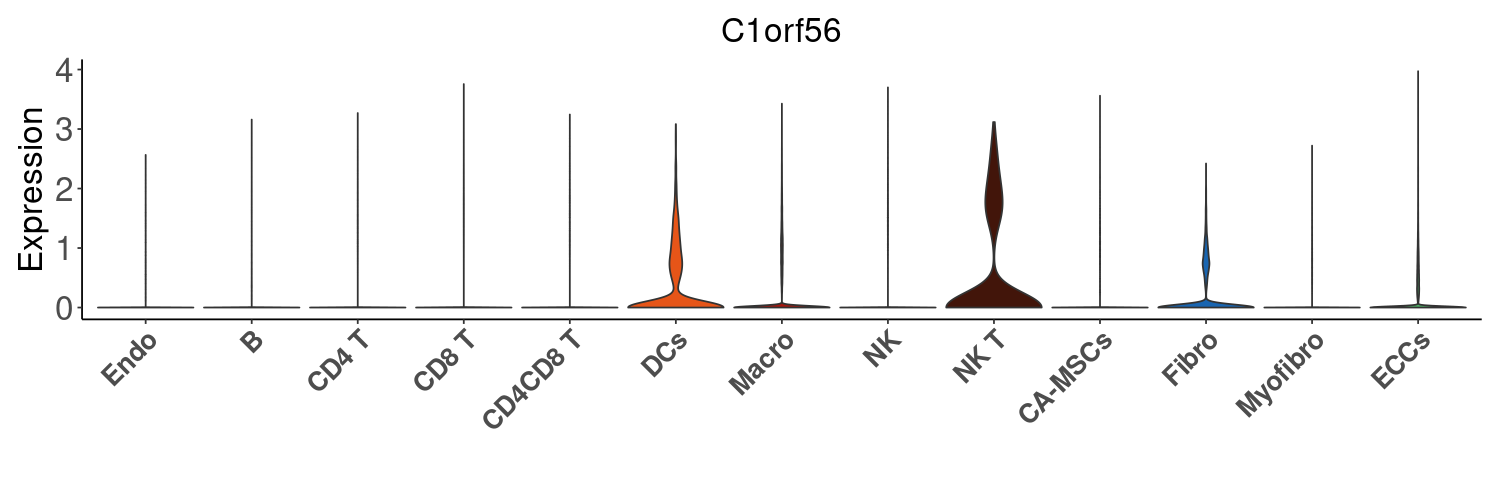 C1orf56
Expression
4
3
2
1
0
Endo
B
CD4 T
CD8 T
CD4CD8 T
DCs
Macro
NK
NK T
CA-MSCs
Fibro
Myofibro
ECCs